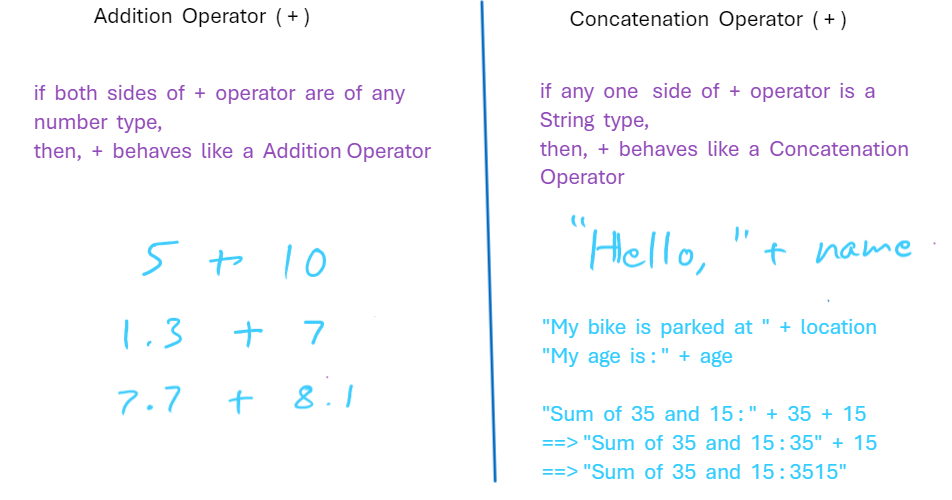 Addition Operator ( + )
if both sides of + operator are of any
number type,
then, + behaves like a Addition Operator
5 + 10
1.3 + 7
7.7 + 8.1
Concatenation Operator ( + )
if any one side of + operator is a
String type,
then, + behaves like a Concatenation
Operator
"Hello, " + name
"My bike is parked at " + location
"My age is : " + age
"Sum of 35 and 15 : " + 35 + 15
==> "Sum of 35 and 15 : 35" + 15
==> "Sum of 35 and 15 : 3515"